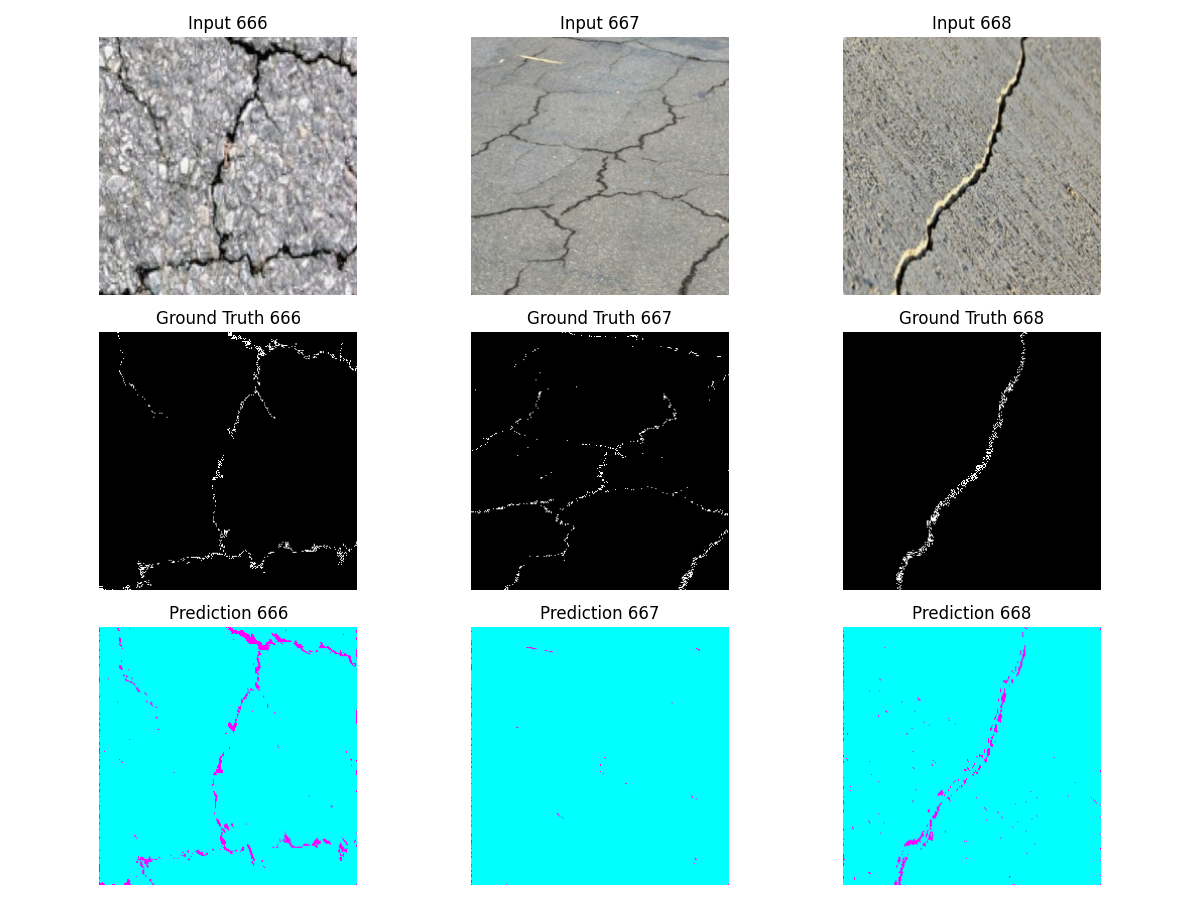 Input 666
Input 667
Input 668
Ground Truth 666
Ground Truth 667
Ground Truth 668
Prediction 666
Prediction 667
Prediction 668